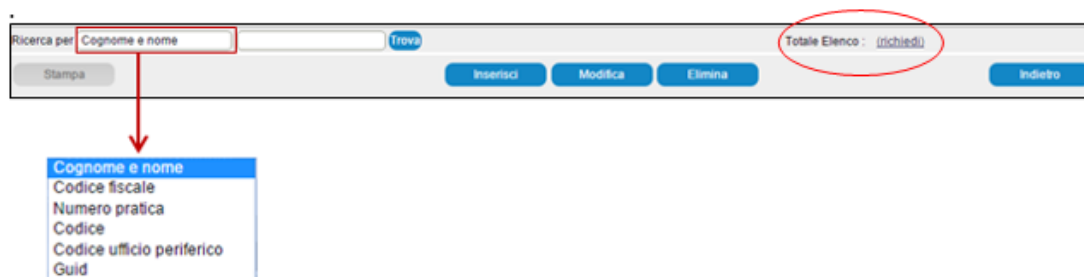 Ricerca per Cognome e nome Trova Totale Elenco : (richiedi)
Stampa Inserisci Modifica Elimina Indietro
Cognome e nome
Codice fiscale
Numero pratica
Codice
Codice ufficio periferico
Guid